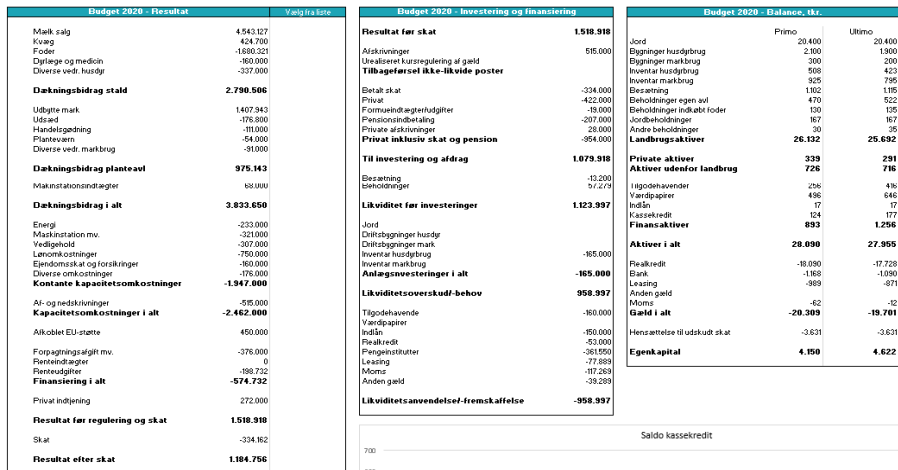 Budget 2020 - Resultat Vælg fra liste
Mælk salg 4.543.127
Kvæg 424.700
Foder -1.680.321
Dyrlæge og medicin -160.000
Diverse vedr. husdyr -337.000
Dækningsbidrag stald 2.790.506
Udbytte mark 1.407.943
Udsæd -176.800
Handelsgødning -111.000
Planteværn -54.000
Diverse vedr. markbrug -91.000
Dækningsbidrag planteavl 975.143
Makinstationsindtægter 68.000
Dækningsbidrag i alt 3.833.650
Energi -233.000
Maskinstation mv. -321.000
Vedligehold -307.000
Lønomkostninger -750.000
Ejendomsskat og forsikringer -160.000
Diverse omkostninger -176.000
Kontante kapacitetsomkostninger -1.947.000
Af- og nedskrivninger -515.000
Kapacitetsomkostninger i alt -2.462.000
Afkoblet EU-støtte 450.000
Forpagtningsafgift mv. -376.000
Renteindtægter 0
Renteudgifter -198.732
Finansiering i alt -574.732
Privat indtjening 272.000
Resultat før regulering og skat 1.518.918
Skat -334.162
Resultat efter skat 1.184.756
Budget 2020 - Investering og finansiering
Resultat før skat 1.518.918
Afskrivninger 515.000
Urealiseret kursregulering af gæld
Tilbageførsel ikke-likvide poster
Betalt skat -334.000
Privat -422.000
Formueindtægter/udgifter -19.000
Pensionsindbetaling -207.000
Private afskrivninger 28.000
Privat inklusiv skat og pension -954.000
Til investering og afdrag 1.079.918
Besætning -13.200
Beholdninger 57.279
Likviditet før investeringer 1.123.997
Jord
Driftsbygninger husdyr
Driftsbygninger mark
Inventar husdyrbrug -165.000
Inventar markbrug
Anlægsnvesteringer i alt -165.000
Likviditetsoverskud/-behov 958.997
Tilgodehavende -160.000
Værdipapirer
Indlån -150.000
Realkredit -53.000
Pengeinstitutter -361.550
Leasing -77.889
Moms -117.269
Anden gæld -39.289
Likviditetsanvendelse/-fremskaffelse -958.997
Budget 2020 - Balance, tkr.
Primo Ultimo
Jord 20.400 20.400
Bygninger husdyrbrug 2.100 1.900
Bygninger markbrug 300 200
Inventar husdyrbrug 508 423
Inventar markbrug 925 795
Besætning 1.102 1.115
Beholdninger egen avl 470 522
Beholdninger indkøbt foder 130 135
Jordbeholdninger 167 167
Andre beholdninger 30 35
Landbrugsaktiver 26.132 25.692
Private aktiver 339 291
Aktiver udenfor landbrug 726 716
Tilgodehavender 256 416
Værdipapirer 496 646
Indlån 17 17
Kassekredit 124 177
Finansaktiver 893 1.256
Aktiver i alt 28.090 27.955
Realkredit -18.090 -17.728
Bank -1.168 -1.090
Leasing -989 -871
Anden gæld
Moms -62 -12
Gæld i alt -20.309 -19.701
Hensættelse til udskudt skat -3.631 -3.631
Egenkapital 4.150 4.622
Saldo kassekredit
700